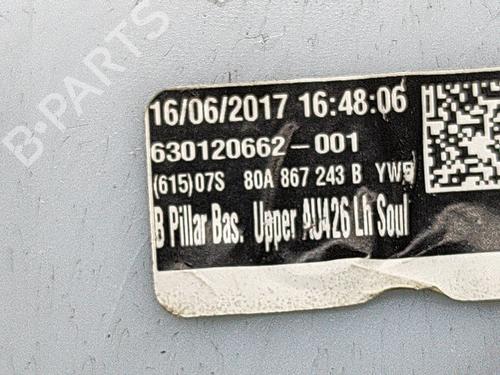 B-PARTS
16/06/2017 16:48:06
630120662-001
(615)07S 80A 867 243 B YW5
B Pillar Bas. Upper AU426 Lh Soul